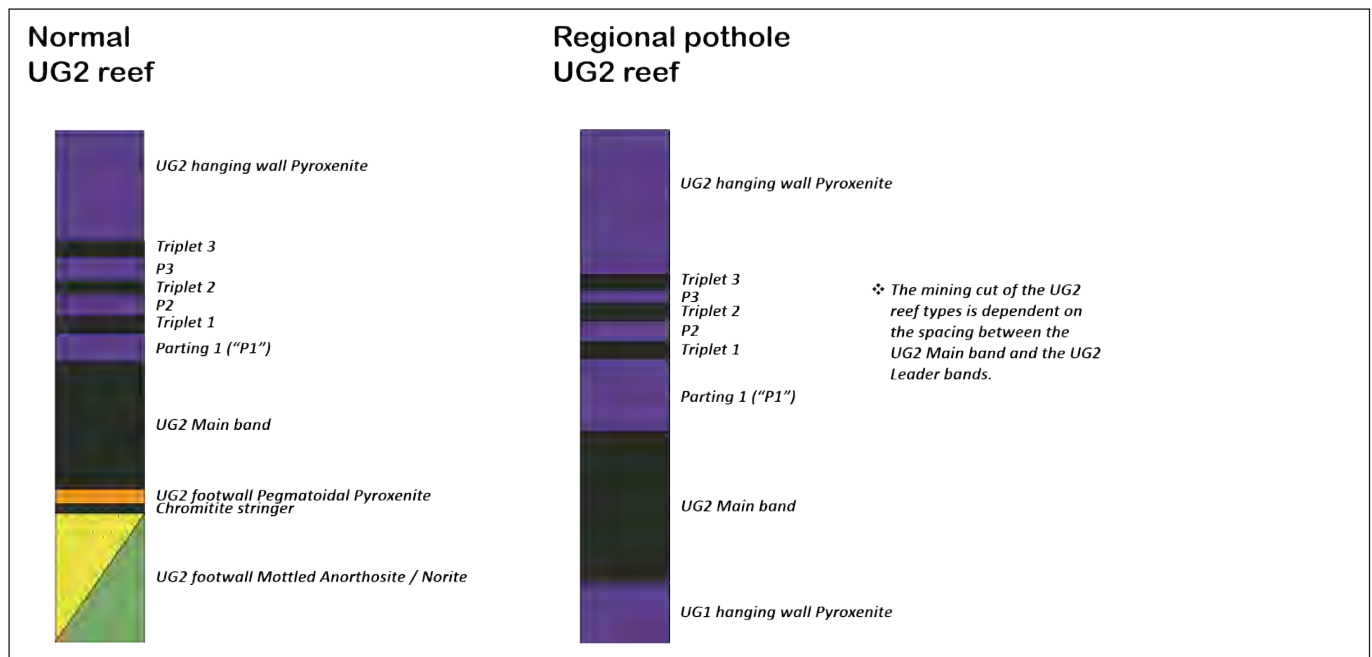 Normal
UG2 reef
UG2 hanging wall Pyroxenite
Triplet 3
P3
Triplet 2
P2
Triplet 1
Parting 1 (“P1”)
UG2 Main band
UG2 footwall Pegmatoidal Pyroxenite
Chromitite stringer
UG2 footwall Mottled Anorthosite / Norite
Regional pothole
UG2 reef
UG2 hanging wall Pyroxenite
Triplet 3
P3
Triplet 2
P2
Triplet 1
Parting 1 (“P1”)
UG2 Main band
UG1 hanging wall Pyroxenite
❖ The mining cut of the UG2
reef types is dependent on
the spacing between the
UG2 Main band and the UG2
Leader bands.